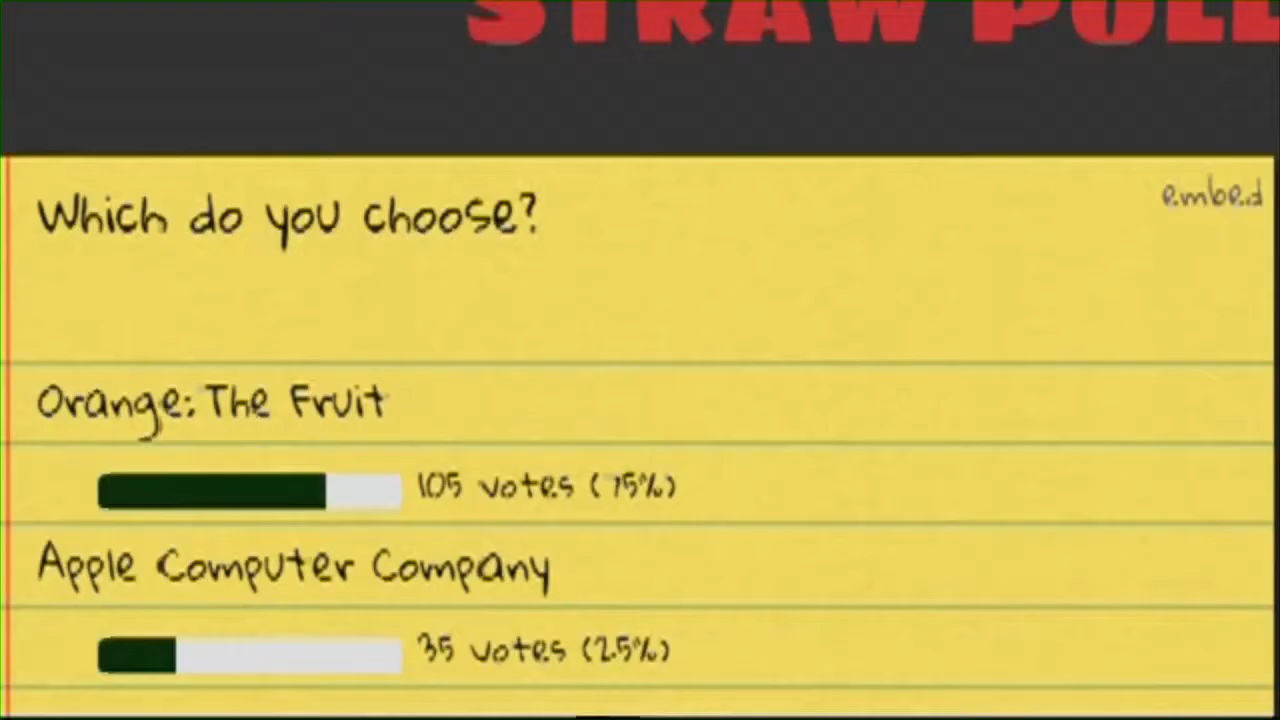 STRAW POLL
embed
Which do you choose?
Orange: The Fruit
105 votes (75%)
Apple Computer Company
35 votes (25%)